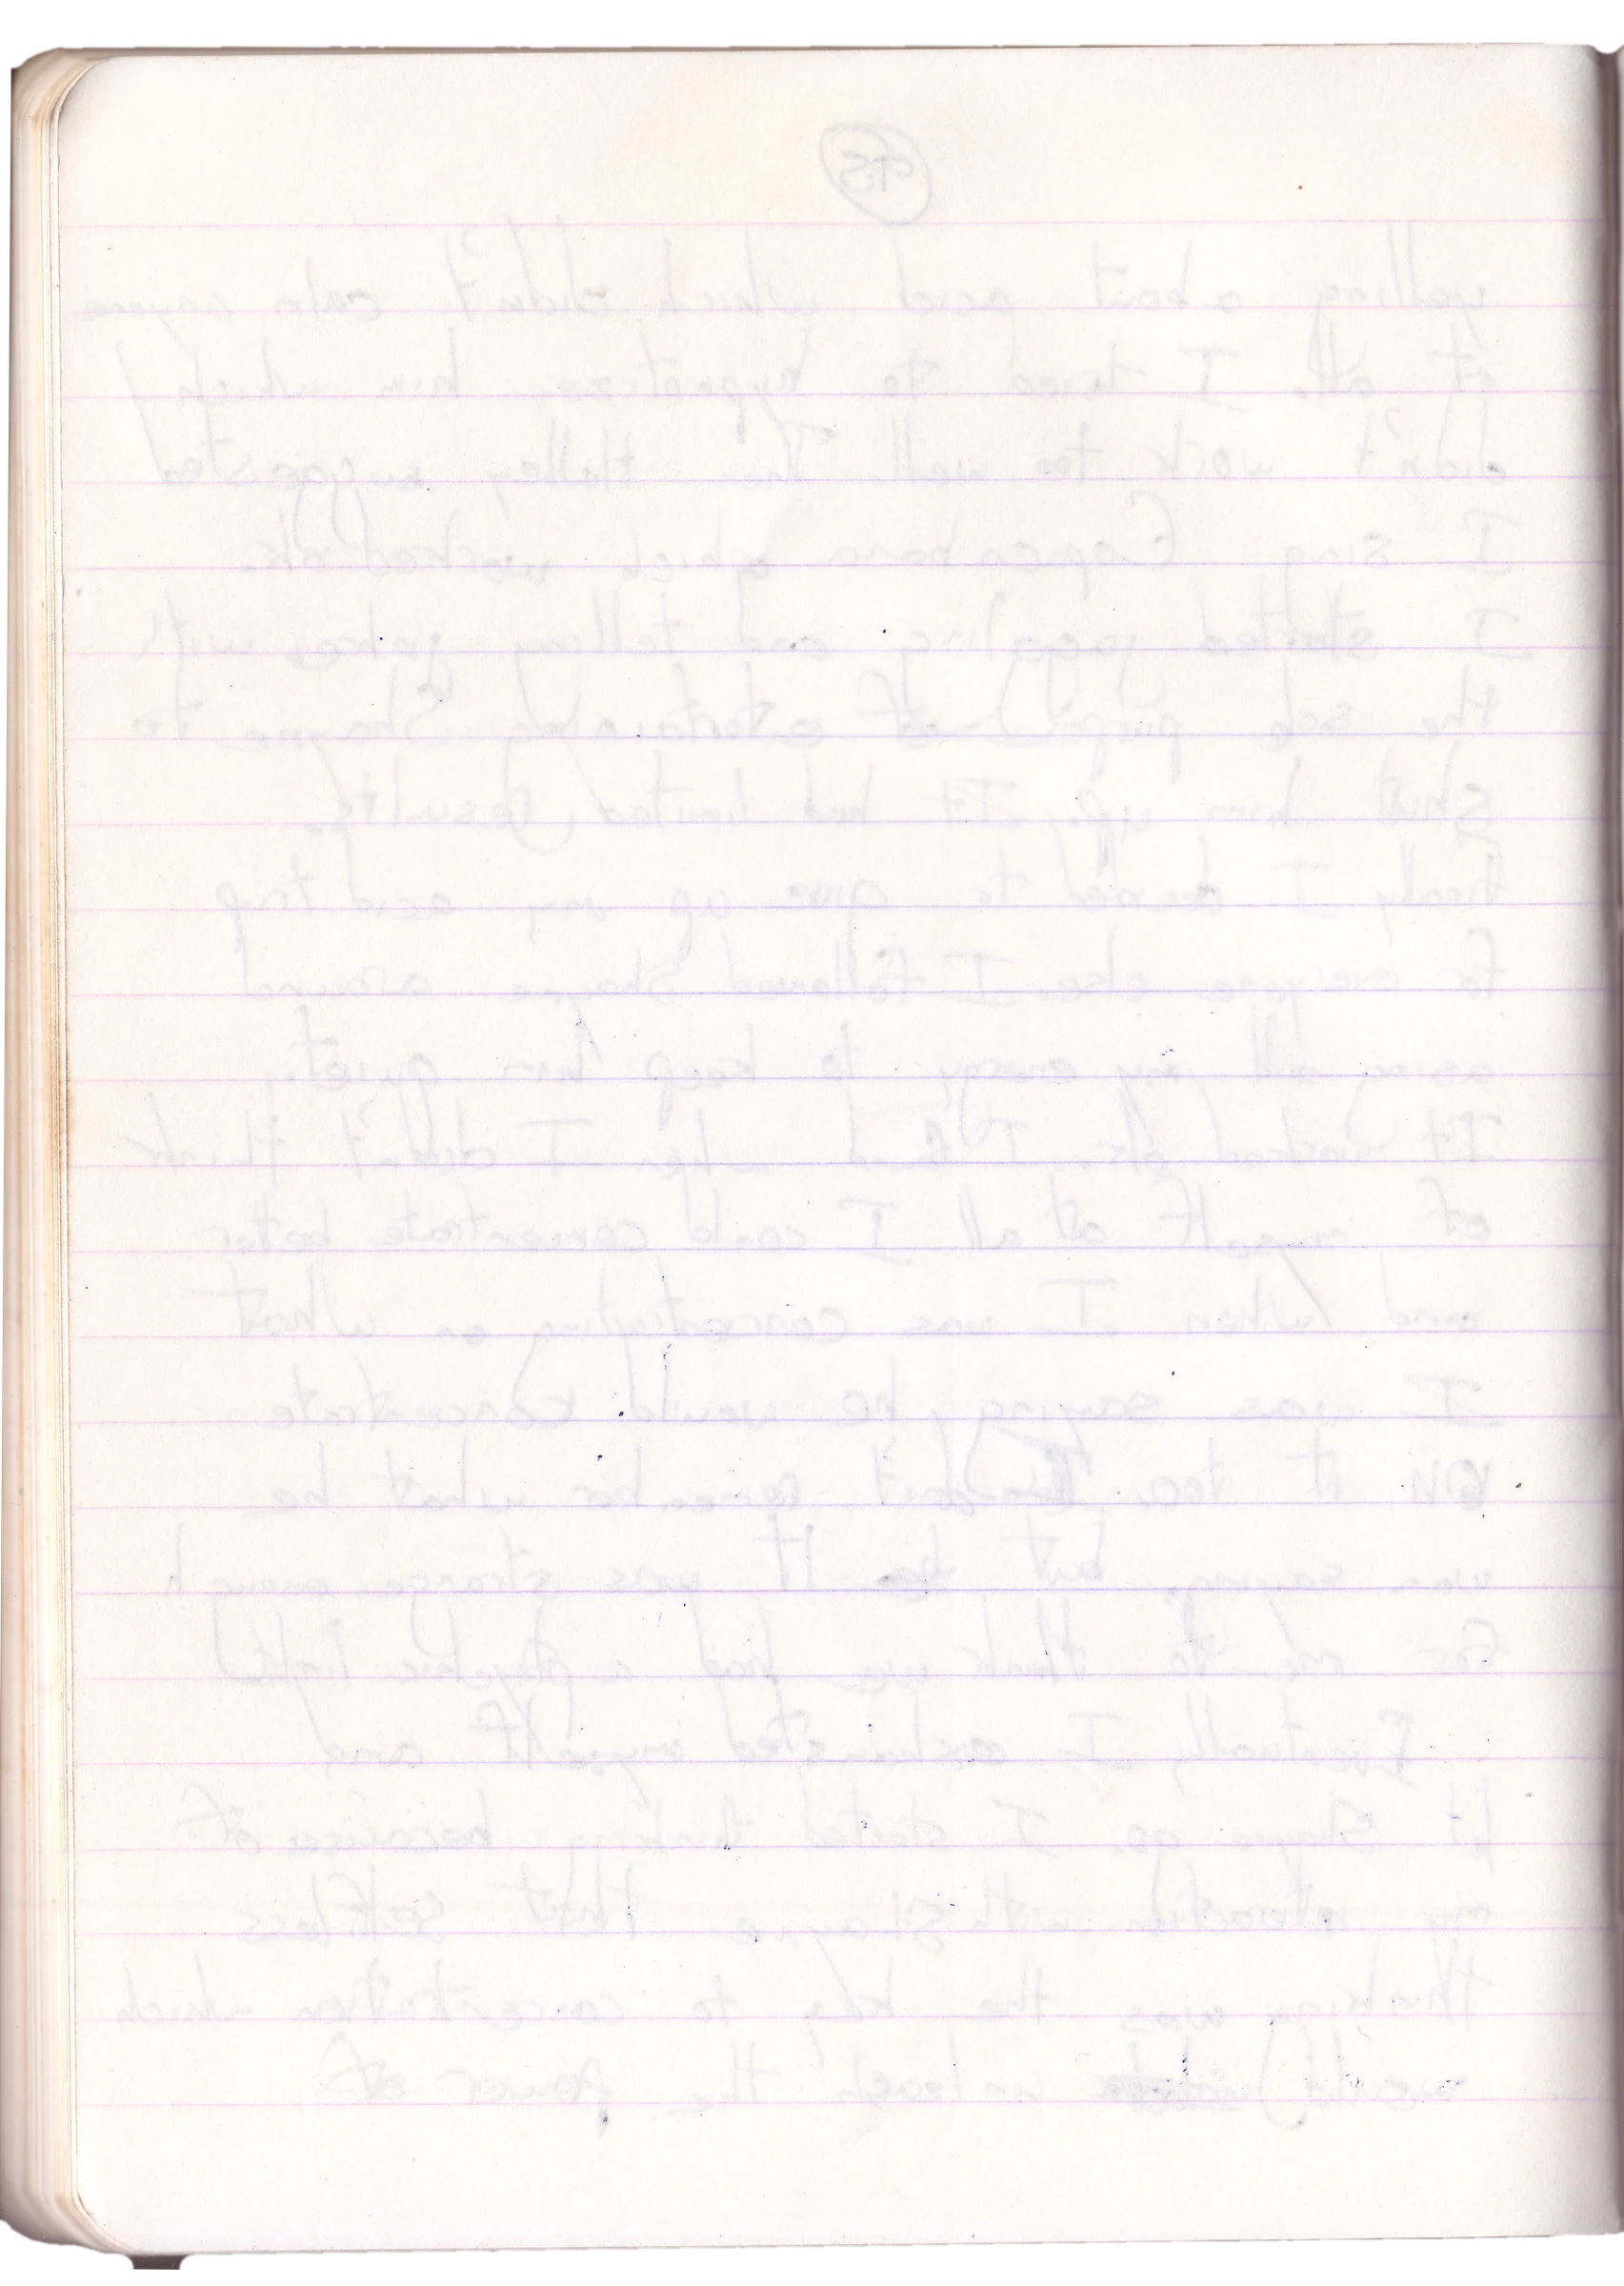 95
yelling about acid which didn't calm anyone
at all. I tried to hypnotize him which
didn't work too well. Then Halley suggested
I sing which worked ok.
I started juggling and telling jokes with
the sole purpose of entertaining Shayne to
shut him up. It had limited results.
finally I decided to give up my acid trip
for everyone else. I followed Shayne around
using all my energy to keep him quiet.
It worked ok. I found when I didn't think
of myself at all I could concentrate better
and when I was concentrating on what
I was saying, he would concentrate
on it too. I don't remember what he
was saying, but it was strange enough
for me to think we had a psychic link
Eventually I exhausted myself and
let Shayne go. I started thinking because of
my interaction with Shayne that selfless
thinking was the key to concentration which
would unleash the power of